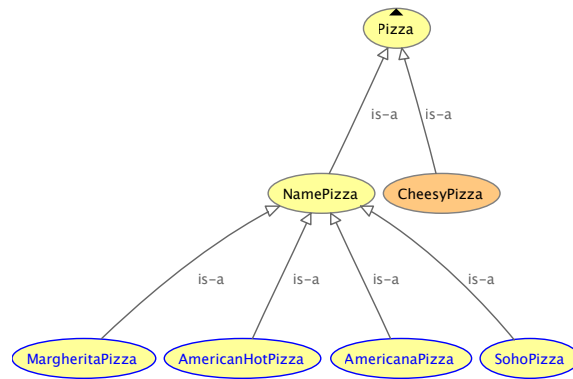 Pizza
is-a
is-a
NamePizza
CheesyPizza
is-a
is-a
is-a
is-a
MargheritaPizza
AmericanHotPizza
AmericanaPizza
SohoPizza